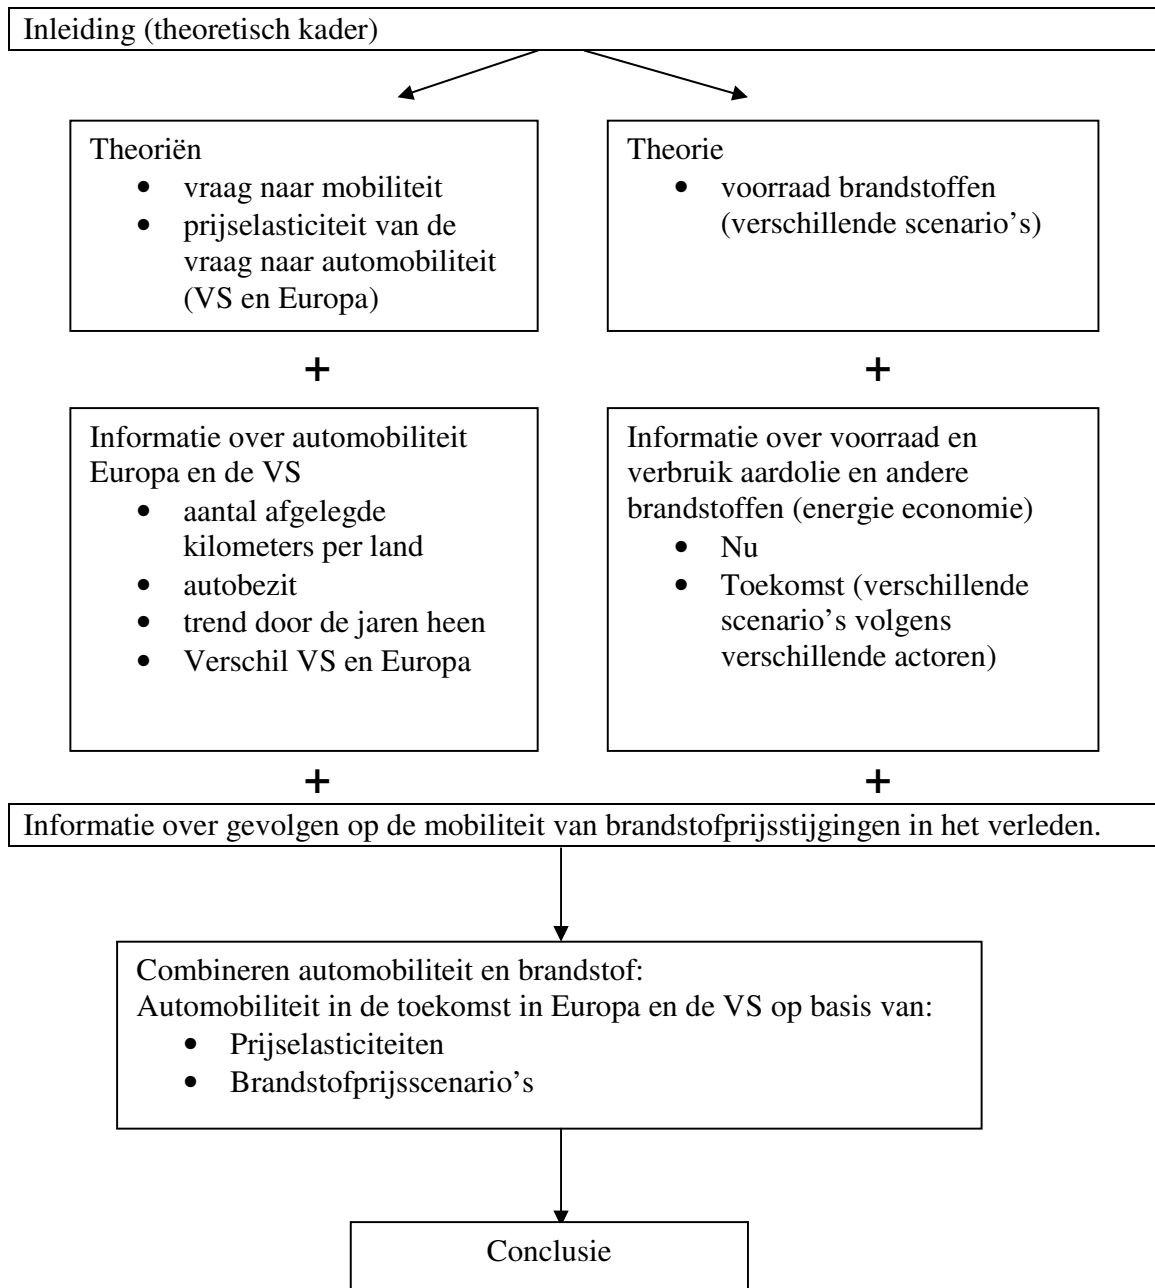 Inleiding (theoretisch kader)
Theoriën
• vraag naar mobiliteit
• prijselasticiteit van de
vraag naar automobiliteit
(VS en Europa)
Theorie
• voorraad brandstoffen
(verschillende scenario’s)
+
+
Informatie over automobiliteit
Europa en de VS
• aantal afgelegde
kilometers per land
• autobezit
• trend door de jaren heen
• Verschil VS en Europa
Informatie over voorraad en
verbruik aardolie en andere
brandstoffen (energie economie)
• Nu
• Toekomst (verschillende
scenario’s volgens
verschillende actoren)
+
+
Informatie over gevolgen op de mobiliteit van brandstofprijsstijgingen in het verleden.
Combineren automobiliteit en brandstof:
Automobiliteit in de toekomst in Europa en de VS op basis van:
• Prijselasticiteiten
• Brandstofprijsscenario’s
Conclusie